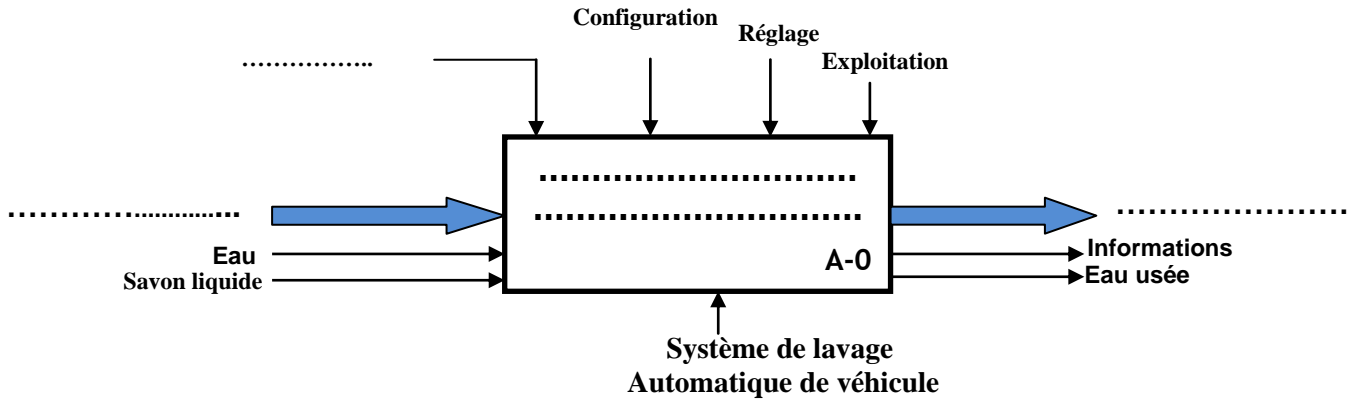 Configuration
Réglage
……………..
Exploitation
................................
.................................
…………...............
......................
Eau
A-0
Informations
Savon liquide
Eau usée
Système de lavage
Automatique de véhicule